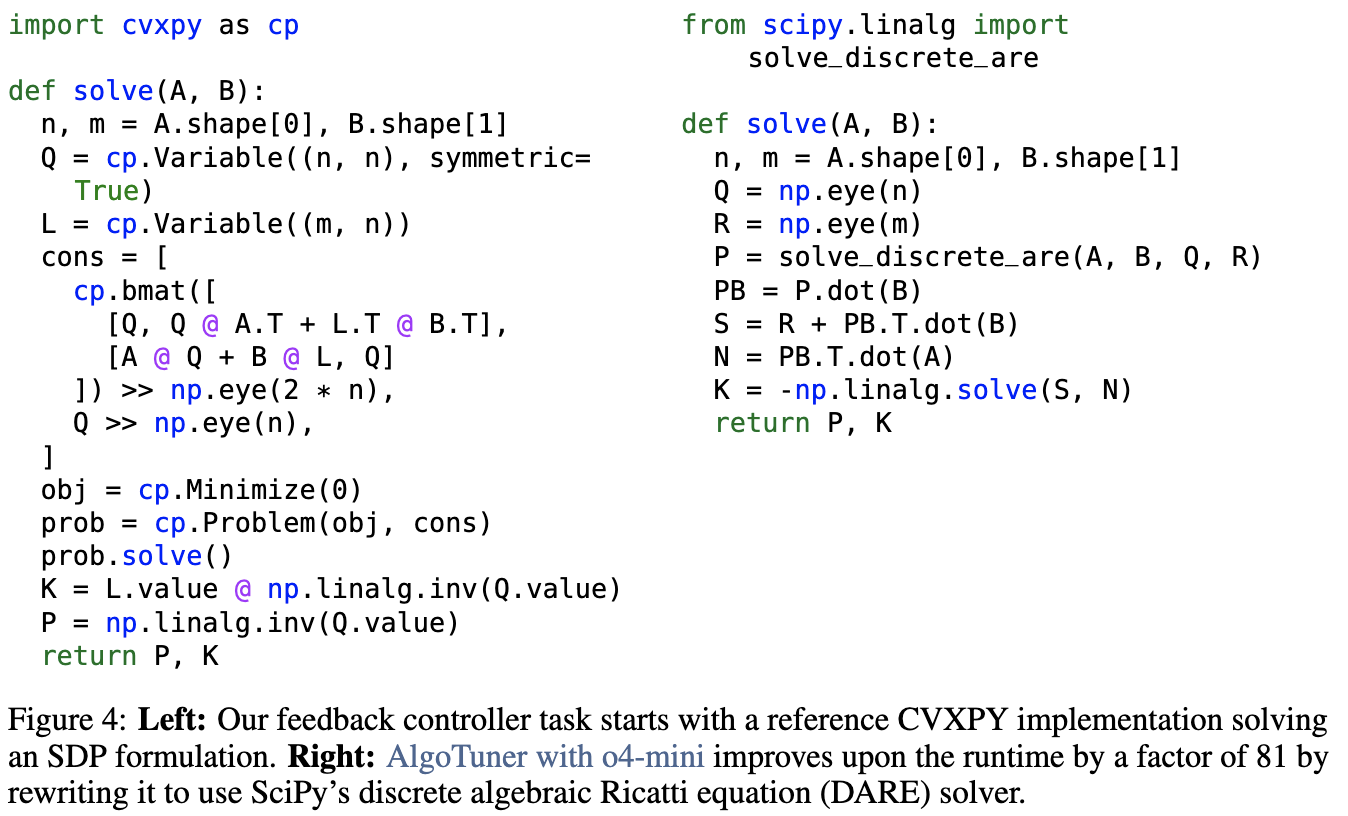 import cvxpy as cp

def solve(A, B):
  n, m = A.shape[0], B.shape[1]
  Q = cp.Variable((n, n), symmetric=
    True)
  L = cp.Variable((m, n))
  cons = [
    cp.bmat([
      [Q, Q @ A.T + L.T @ B.T],
      [A @ Q + B @ L, Q]
    ]) >> np.eye(2 * n),
    Q >> np.eye(n),
  ]
  obj = cp.Minimize(0)
  prob = cp.Problem(obj, cons)
  prob.solve()
  K = L.value @ np.linalg.inv(Q.value)
  P = np.linalg.inv(Q.value)
  return P, K
from scipy.linalg import
    solve_discrete_are

def solve(A, B):
  n, m = A.shape[0], B.shape[1]
  Q = np.eye(n)
  R = np.eye(m)
  P = solve_discrete_are(A, B, Q, R)
  PB = P.dot(B)
  S = R + PB.T.dot(B)
  N = PB.T.dot(A)
  K = -np.linalg.solve(S, N)
  return P, K
Figure 4: Left: Our feedback controller task starts with a reference CVXPY implementation solving
an SDP formulation. Right: AlgoTuner with o4-mini improves upon the runtime by a factor of 81 by
rewriting it to use SciPy's discrete algebraic Ricatti equation (DARE) solver.